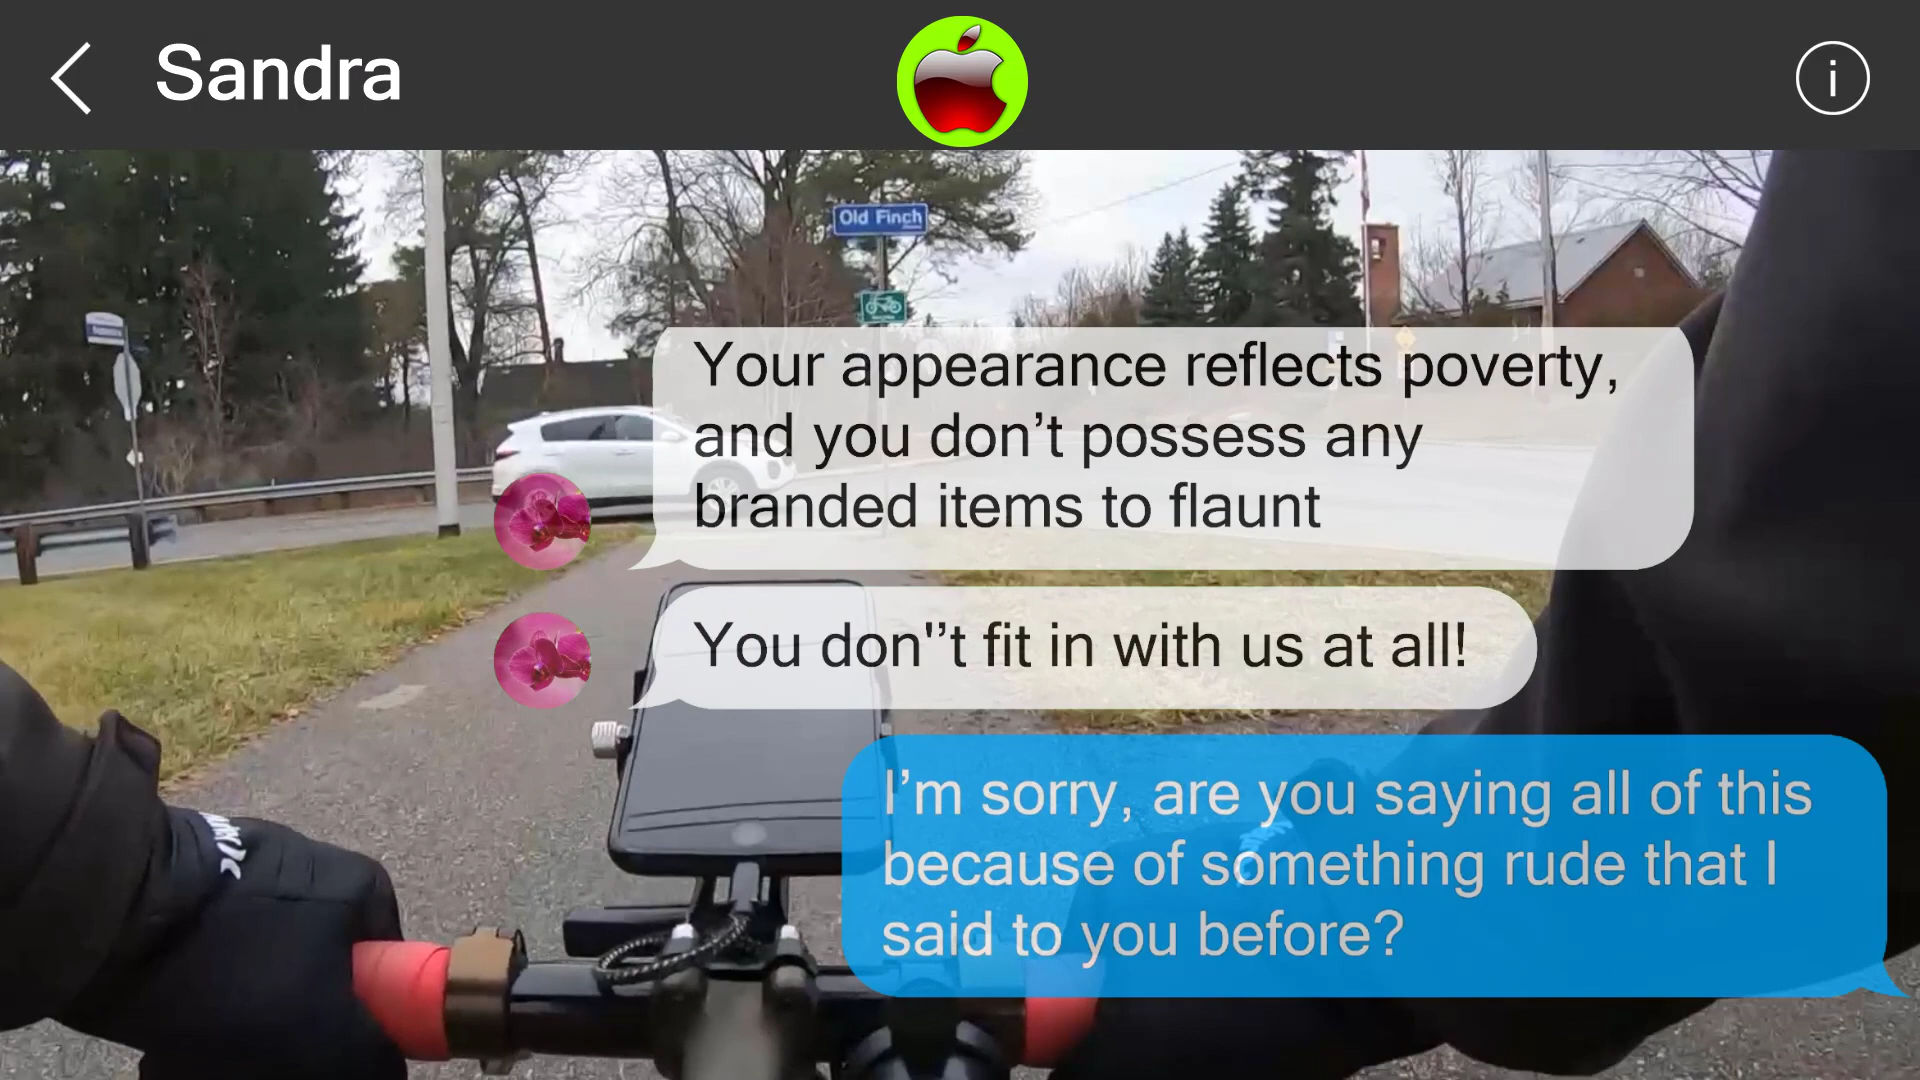 Sandra
i
Old Finch
Your appearance reflects poverty,
and you don’t possess any
branded items to flaunt
You don"’t fit in with us at all!
I’m sorry, are you saying all of this
because of something rude that I
said to you before?